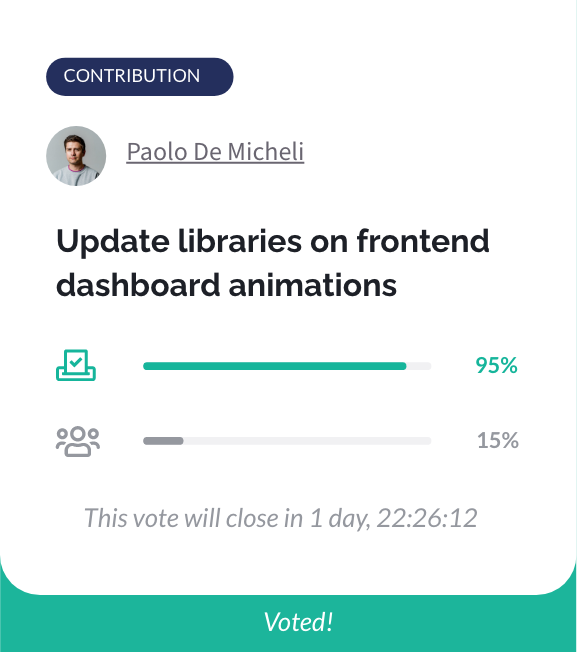 CONTRIBUTION
Paolo De Micheli
Update libraries on frontend
dashboard animations
95%
15%
This vote will close in 1 day, 22:26:12
Voted!